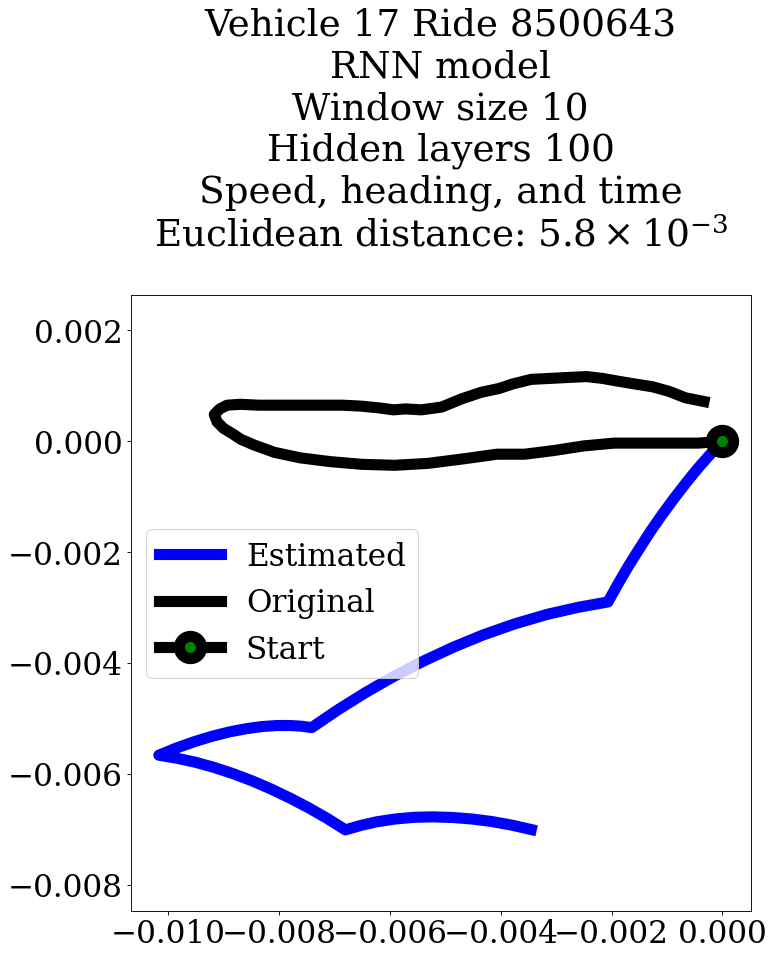 Vehicle 17 Ride 8500643
RNN model
Window size 10
Hidden layers 100
Speed, heading, and time
Euclidean distance: 5.8 × 10⁻³
0.002
0.000
−0.002
−0.004
−0.006
−0.008
Estimated
Original
Start
−0.010 −0.008 −0.006 −0.004 −0.002 0.000